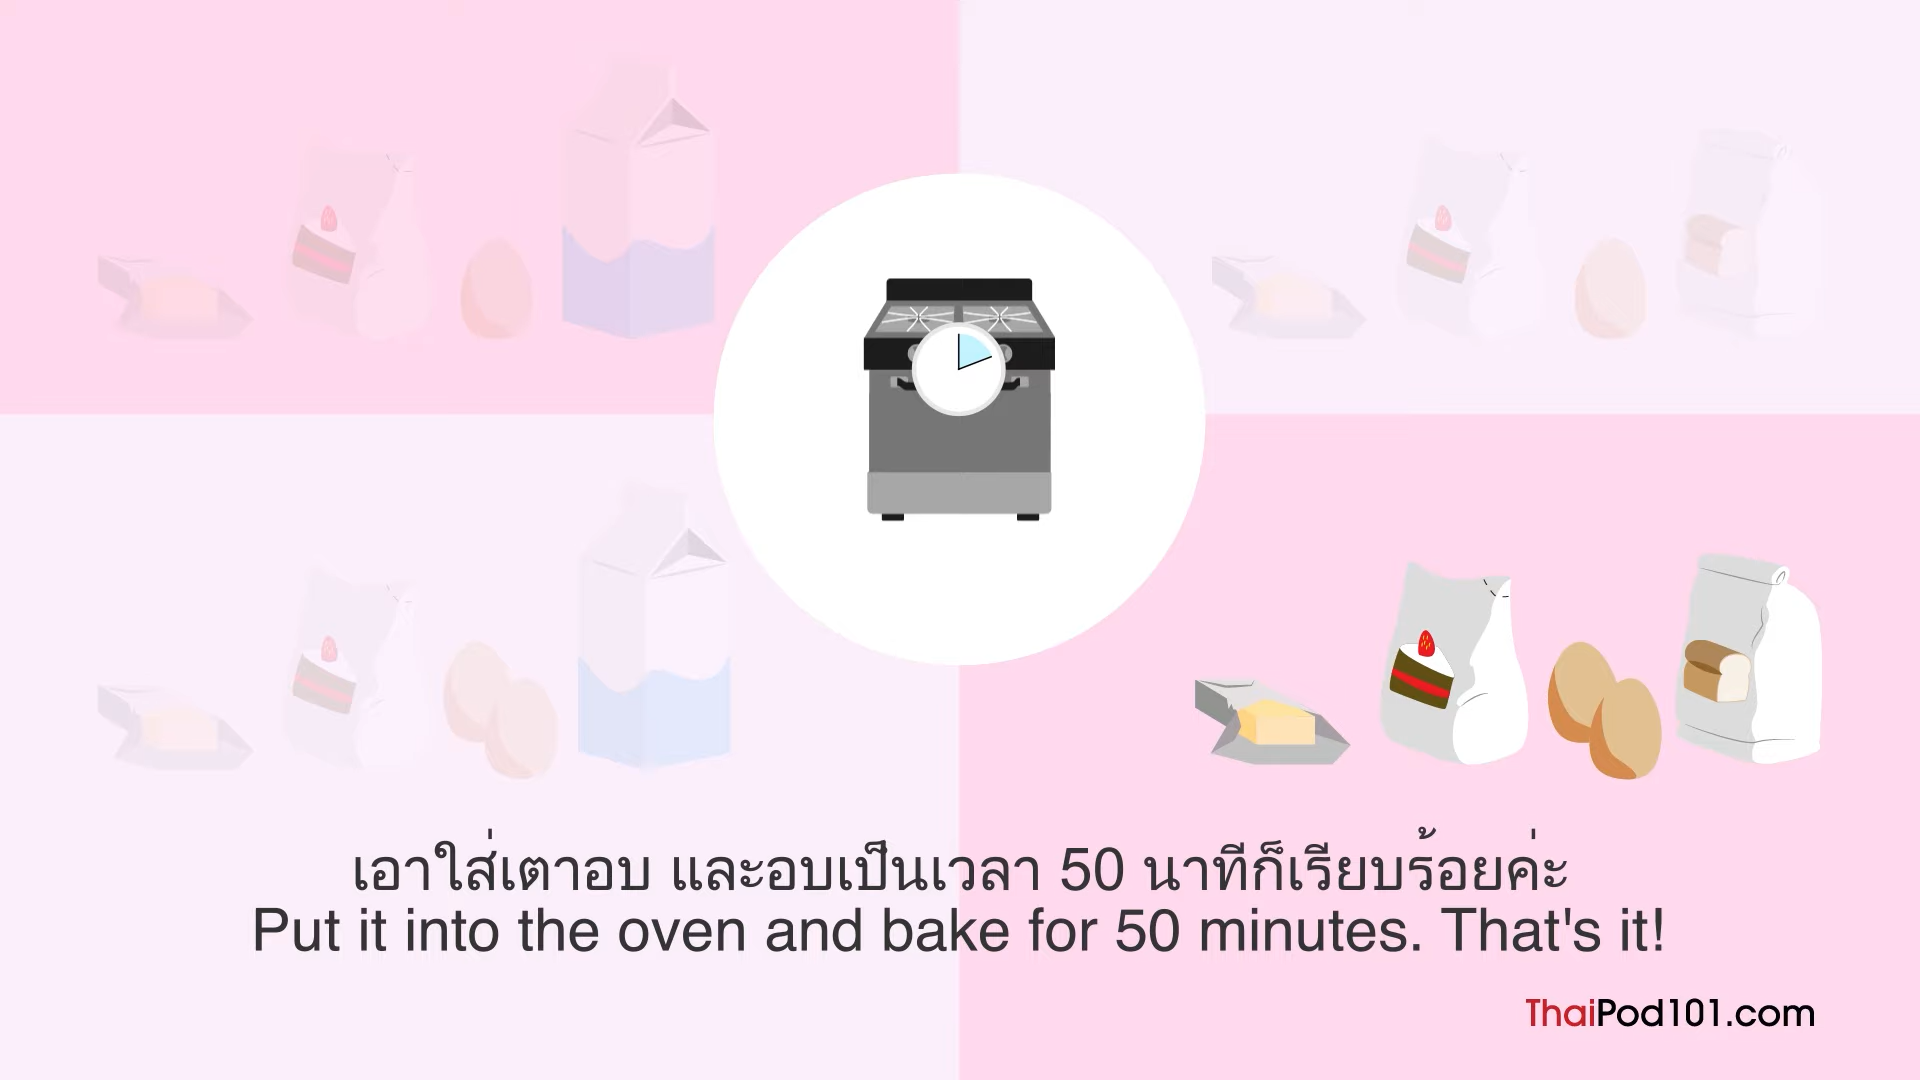 เอาใส่เตาอบ และอบเป็นเวลา 50 นาทีก็เรียบร้อยค่ะ
Put it into the oven and bake for 50 minutes. That's it!
ThaiPod101.com